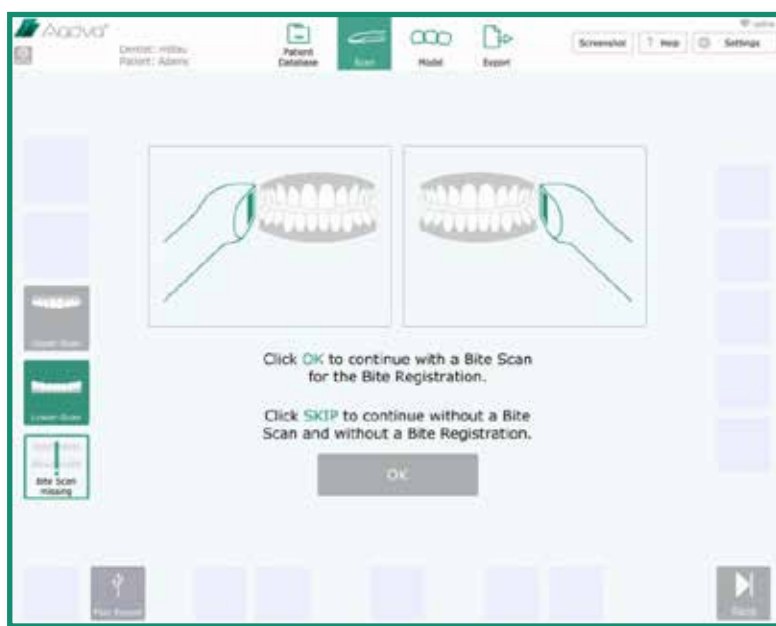 Aadva®
Dentist: millau
Patient: Adams
Patient Database
Scan
Model
Export
Screenshot
? Help
Settings
Click OK to continue with a Bite Scan
for the Bite Registration.
Click SKIP to continue without a Bite
Scan and without a Bite Registration.
OK
Upper Scan
Lower Scan
Bite Scan
missing